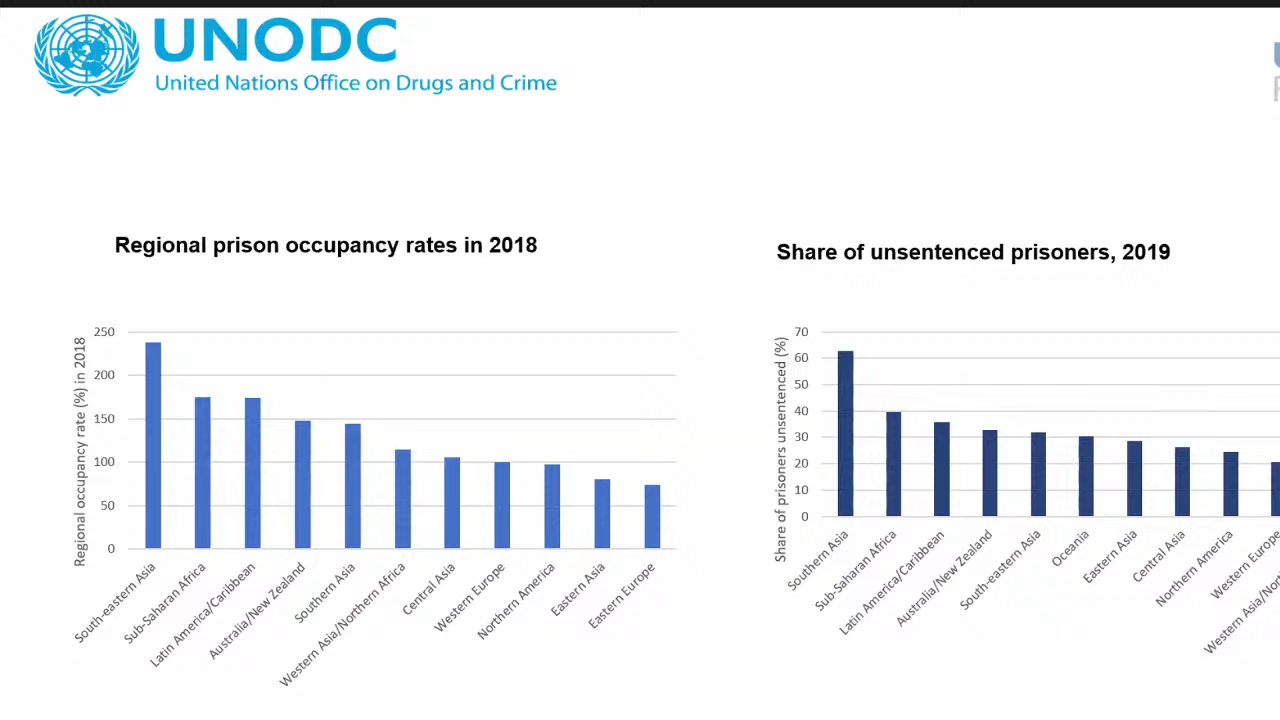 UNODC
United Nations Office on Drugs and Crime
Regional prison occupancy rates in 2018
Regional occupancy rate (%) in 2018
250
200
150
100
50
0
South-eastern Asia
Sub-Saharan Africa
Latin America/Caribbean
Australia/New Zealand
Southern Asia
Western Asia/Northern Africa
Central Asia
Western Europe
Northern America
Eastern Asia
Eastern Europe
Share of unsentenced prisoners, 2019
Share of prisoners unsentenced (%)
70
60
50
40
30
20
10
0
Southern Asia
Sub-Saharan Africa
Latin America/Caribbean
Australia/New Zealand
South-eastern Asia
Oceania
Eastern Asia
Central Asia
Northern America
Western Europe
Western Asia/Nor